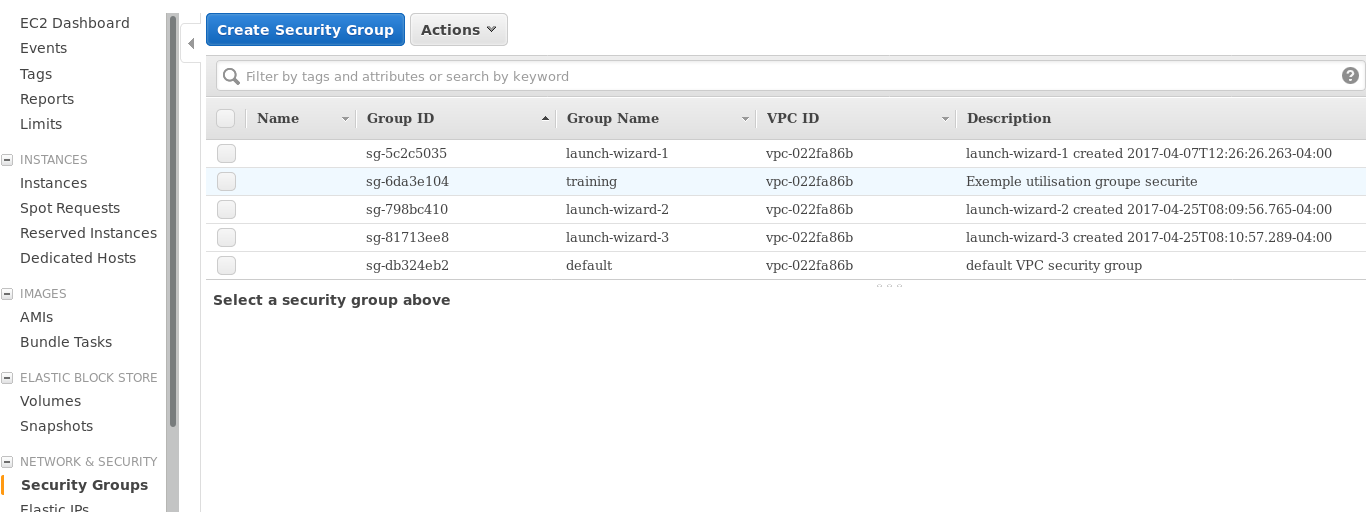 EC2 Dashboard
Events
Tags
Reports
Limits
INSTANCES
Instances
Spot Requests
Reserved Instances
Dedicated Hosts
IMAGES
AMIs
Bundle Tasks
ELASTIC BLOCK STORE
Volumes
Snapshots
NETWORK & SECURITY
Security Groups
Elastic IPs
Create Security Group Actions
Filter by tags and attributes or search by keyword
Name Group ID Group Name VPC ID Description
sg-5c2c5035 launch-wizard-1 vpc-022fa86b launch-wizard-1 created 2017-04-07T12:26:26.263-04:00
sg-6da3e104 training vpc-022fa86b Exemple utilisation groupe securite
sg-798bc410 launch-wizard-2 vpc-022fa86b launch-wizard-2 created 2017-04-25T08:09:56.765-04:00
sg-81713ee8 launch-wizard-3 vpc-022fa86b launch-wizard-3 created 2017-04-25T08:10:57.289-04:00
sg-db324eb2 default vpc-022fa86b default VPC security group
Select a security group above